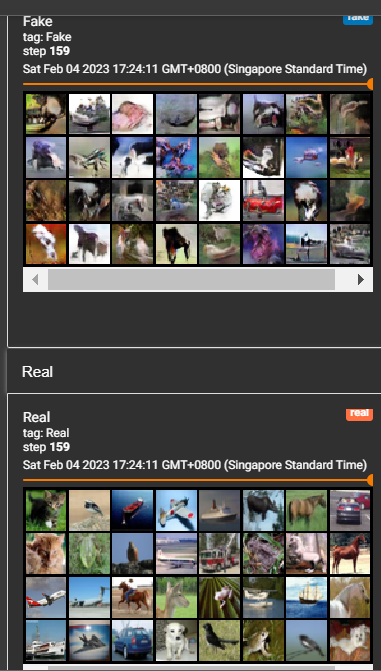 Fake
fake
tag: Fake
step 159
Sat Feb 04 2023 17:24:11 GMT+0800 (Singapore Standard Time)
Real
Real
real
tag: Real
step 159
Sat Feb 04 2023 17:24:11 GMT+0800 (Singapore Standard Time)